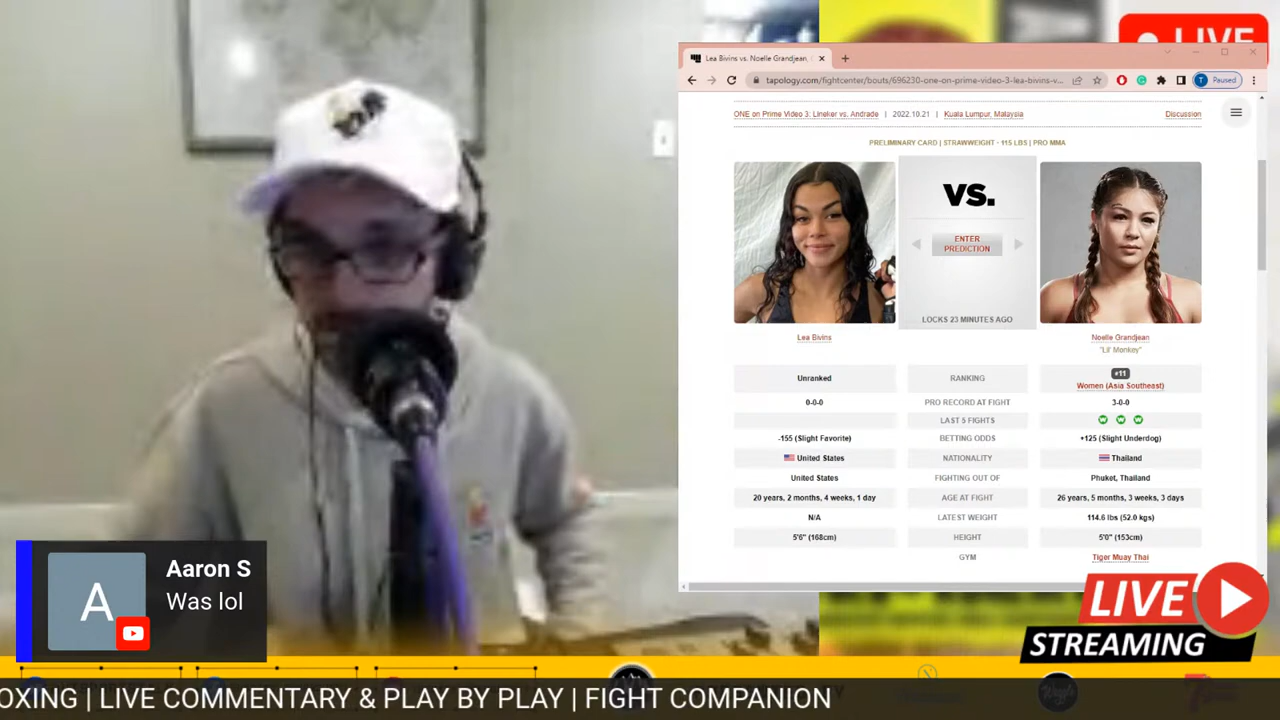 LIVE
Lea Bivins vs. Noelle Grandjean,
tapology.com/fightcenter/bouts/696230-one-on-prime-video-3-lea-bivins-v...
Paused
ONE on Prime Video 3: Lineker vs. Andrade | 2022.10.21 | Kuala Lumpur, Malaysia
Discussion
PRELIMINARY CARD | STRAWWEIGHT · 115 LBS | PRO MMA
VS.
ENTER
PREDICTION
LOCKS 23 MINUTES AGO
Lea Bivins
Noelle Grandjean
"Lil' Monkey"
Unranked RANKING #11
Women (Asia Southeast)
0-0-0 PRO RECORD AT FIGHT 3-0-0
LAST 5 FIGHTS W W W
-155 (Slight Favorite) BETTING ODDS +125 (Slight Underdog)
United States NATIONALITY Thailand
United States FIGHTING OUT OF Phuket, Thailand
20 years, 2 months, 4 weeks, 1 day AGE AT FIGHT 26 years, 5 months, 3 weeks, 3 days
N/A LATEST WEIGHT 114.6 lbs (52.0 kgs)
5'6" (168cm) HEIGHT 5'0" (153cm)
GYM Tiger Muay Thai
A
Aaron S
Was lol
LIVE
STREAMING
OXING | LIVE COMMENTARY & PLAY BY PLAY | FIGHT COMPANION